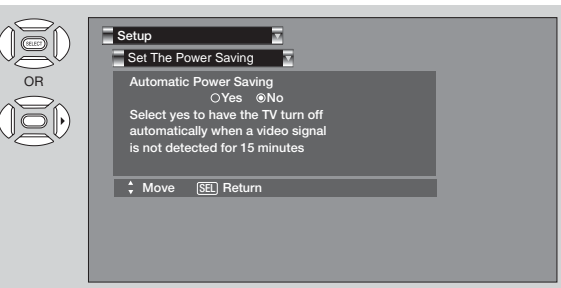 SELECT
OR
Setup
Set The Power Saving
Automatic Power Saving
Yes No
Select yes to have the TV turn off
automatically when a video signal
is not detected for 15 minutes
Move SEL Return